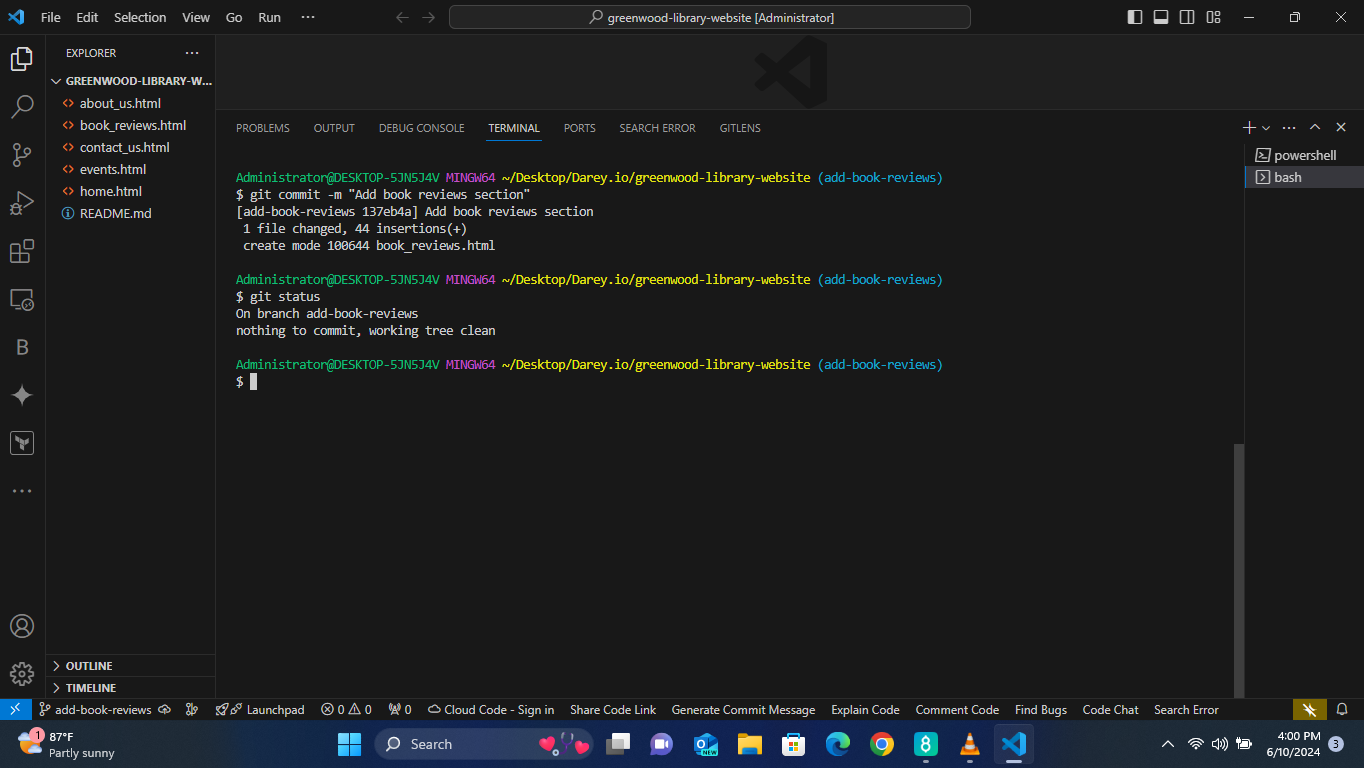 File Edit Selection View Go Run ···
greenwood-library-website [Administrator]
EXPLORER ···
GREENWOOD-LIBRARY-W...
about_us.html
book_reviews.html
contact_us.html
events.html
home.html
README.md
OUTLINE
TIMELINE
PROBLEMS OUTPUT DEBUG CONSOLE TERMINAL PORTS SEARCH ERROR GITLENS
powershell
bash
Administrator@DESKTOP-5JN5J4V MINGW64 ~/Desktop/Darey.io/greenwood-library-website (add-book-reviews)
$ git commit -m "Add book reviews section"
[add-book-reviews 137eb4a] Add book reviews section
1 file changed, 44 insertions(+)
create mode 100644 book_reviews.html
Administrator@DESKTOP-5JN5J4V MINGW64 ~/Desktop/Darey.io/greenwood-library-website (add-book-reviews)
$ git status
On branch add-book-reviews
nothing to commit, working tree clean
Administrator@DESKTOP-5JN5J4V MINGW64 ~/Desktop/Darey.io/greenwood-library-website (add-book-reviews)
$
add-book-reviews Launchpad 0 0 0 Cloud Code - Sign in Share Code Link Generate Commit Message Explain Code Comment Code Find Bugs Code Chat Search Error
1
87°F
Partly sunny
Search
NEW
8
4:00 PM
6/10/2024
3